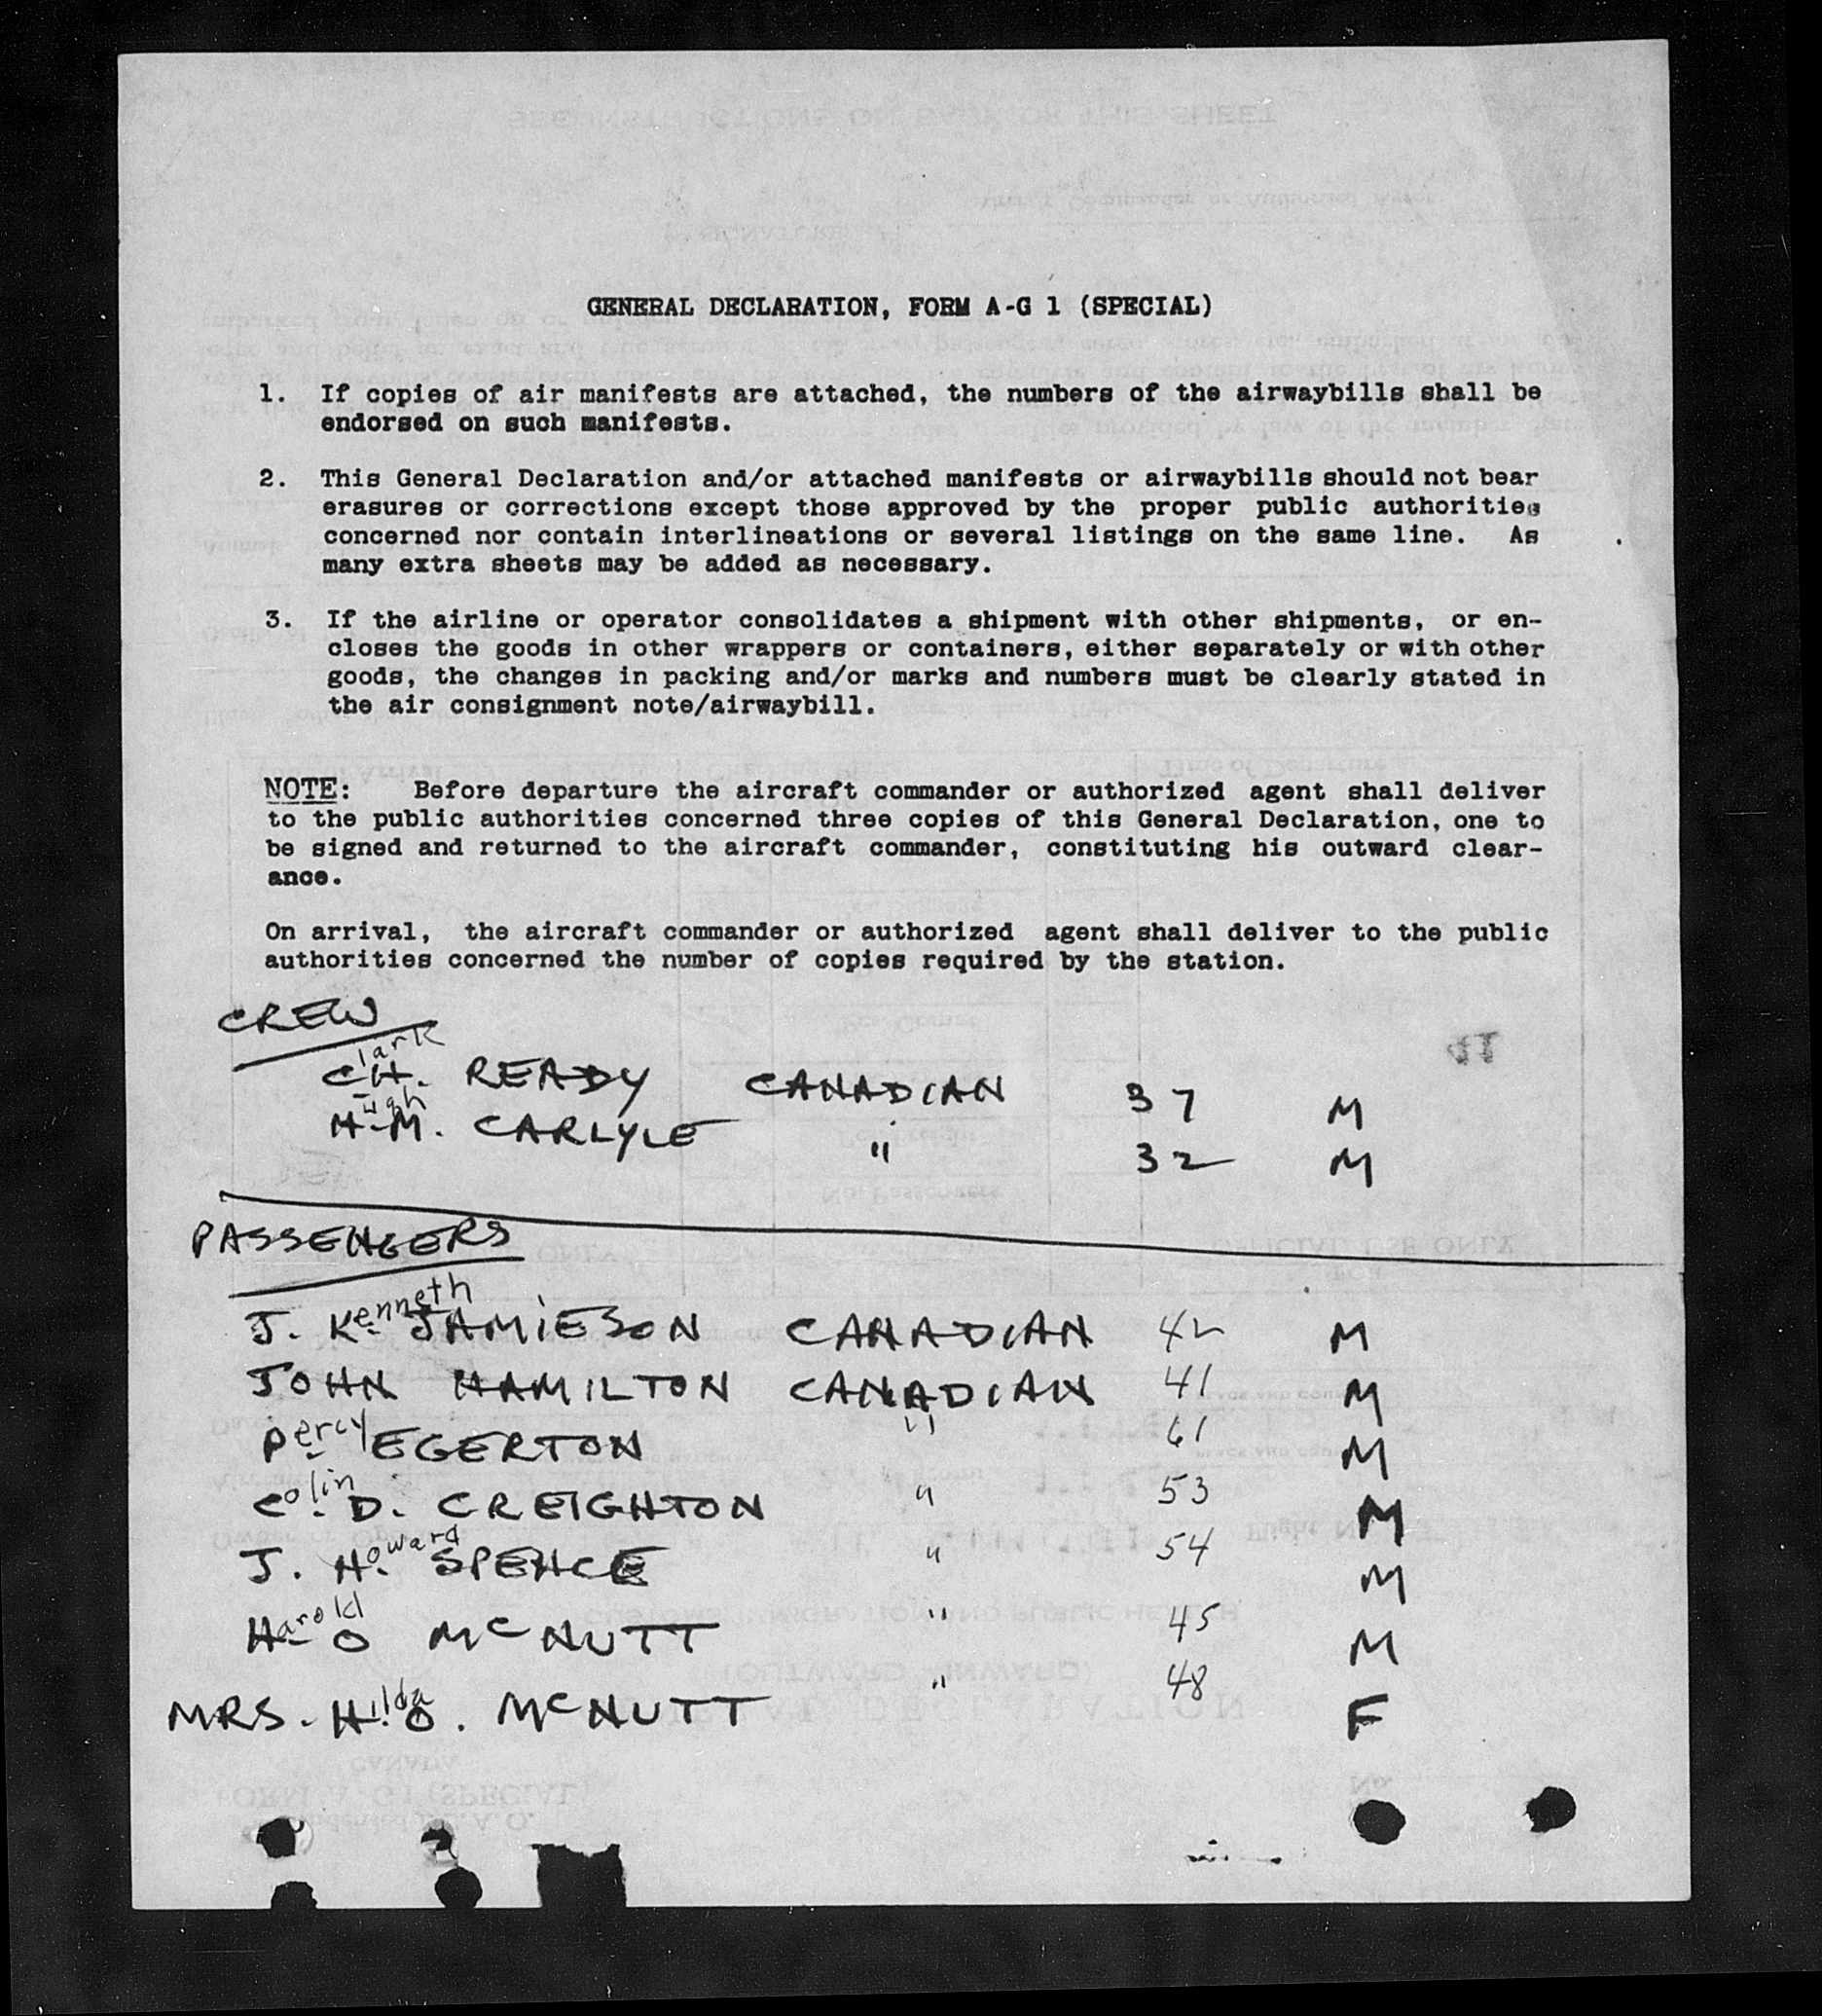 GENERAL DECLARATION, FORM A-G 1 (SPECIAL)
1. If copies of air manifests are attached, the numbers of the airwaybills shall be
endorsed on such manifests.
2. This General Declaration and/or attached manifests or airwaybills should not bear
erasures or corrections except those approved by the proper public authorities
concerned nor contain interlineations or several listings on the same line. As
many extra sheets may be added as necessary.
3. If the airline or operator consolidates a shipment with other shipments, or en-
closes the goods in other wrappers or containers, either separately or with other
goods, the changes in packing and/or marks and numbers must be clearly stated in
the air consignment note/airwaybill.
NOTE: Before departure the aircraft commander or authorized agent shall deliver
to the public authorities concerned three copies of this General Declaration, one to
be signed and returned to the aircraft commander, constituting his outward clear-
ance.
On arrival, the aircraft commander or authorized agent shall deliver to the public
authorities concerned the number of copies required by the station.
CREW
Clark H. READY CANADIAN 37 M
Hugh M. CARLYLE " 32 M
PASSENGERS
J. Kenneth JAMIESON CANADIAN 42 M
JOHN HAMILTON CANADIAN 41 M
Percy EGERTON " 61 M
Colin D. CREIGHTON " 53 M
J. Howard SPENCE " 54 M
Harold O MCNUTT " 45 M
MRS. Hilda O. MCNUTT " 48 F